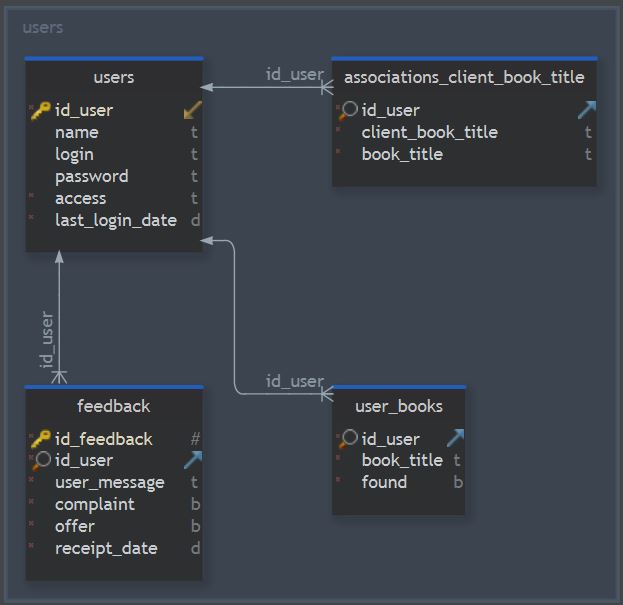 users
users
id_user
name t
login t
password t
* access t
* last_login_date d
id_user
associations_client_book_title
* id_user
* client_book_title t
* book_title t
id_user
feedback
* id_feedback #
* id_user
* user_message t
* complaint b
* offer b
* receipt_date d
id_user
user_books
* id_user
* book_title t
* found b